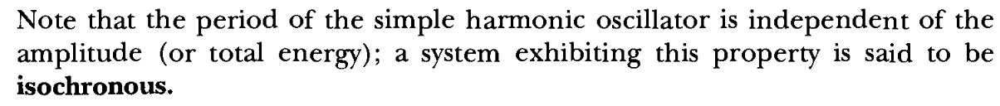 Note that the period of the simple harmonic oscillator is independent of the
amplitude (or total energy); a system exhibiting this property is said to be
isochronous.